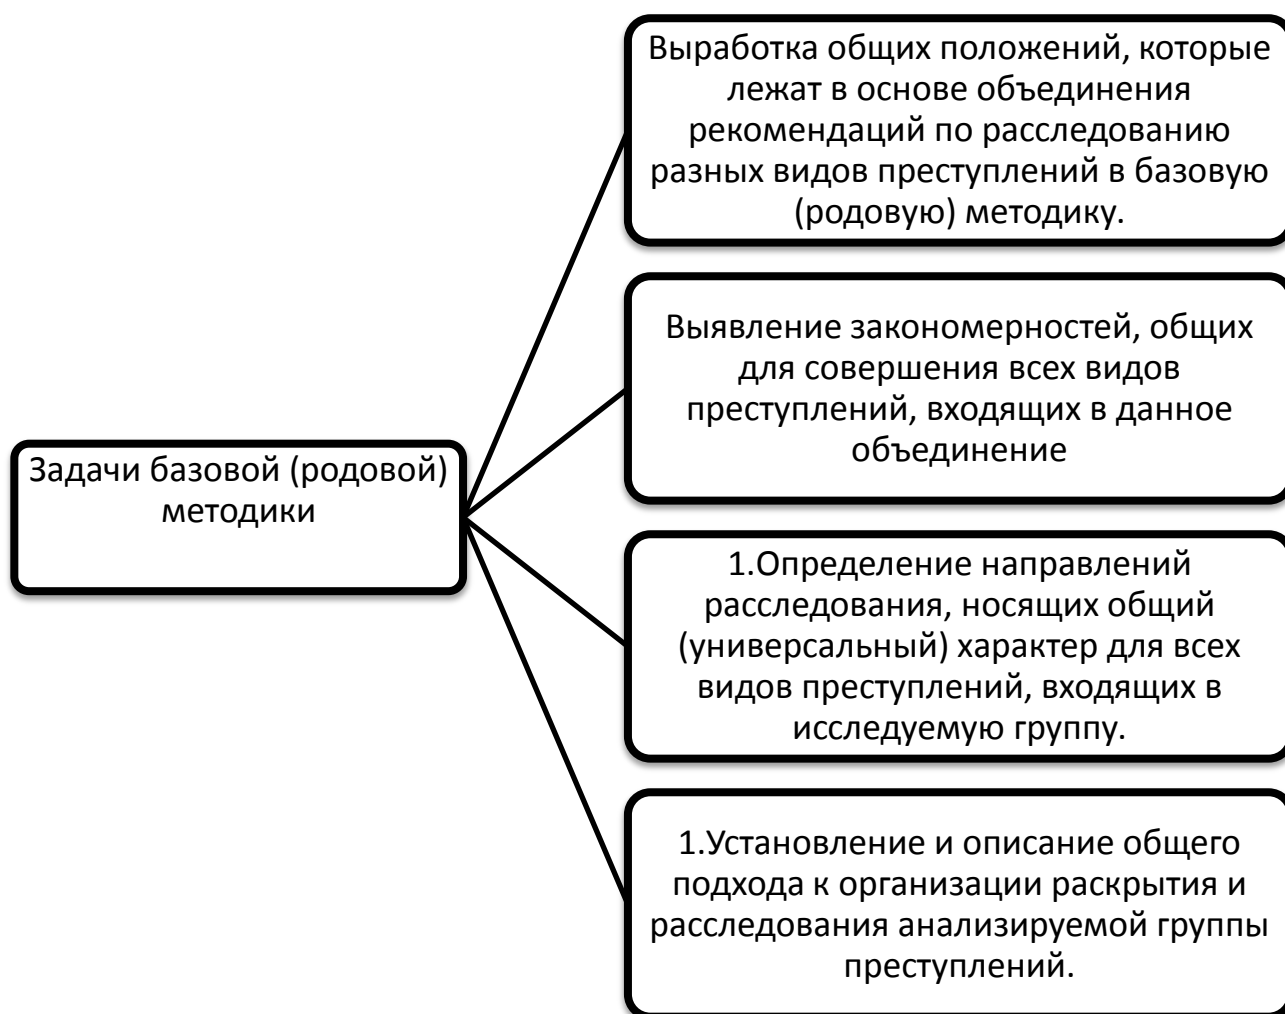 Задачи базовой (родовой)
методики
Выработка общих положений, которые
лежат в основе объединения
рекомендаций по расследованию
разных видов преступлений в базовую
(родовую) методику.
Выявление закономерностей, общих
для совершения всех видов
преступлений, входящих в данное
объединение
1.Определение направлений
расследования, носящих общий
(универсальный) характер для всех
видов преступлений, входящих в
исследуемую группу.
1.Установление и описание общего
подхода к организации раскрытия и
расследования анализируемой группы
преступлений.